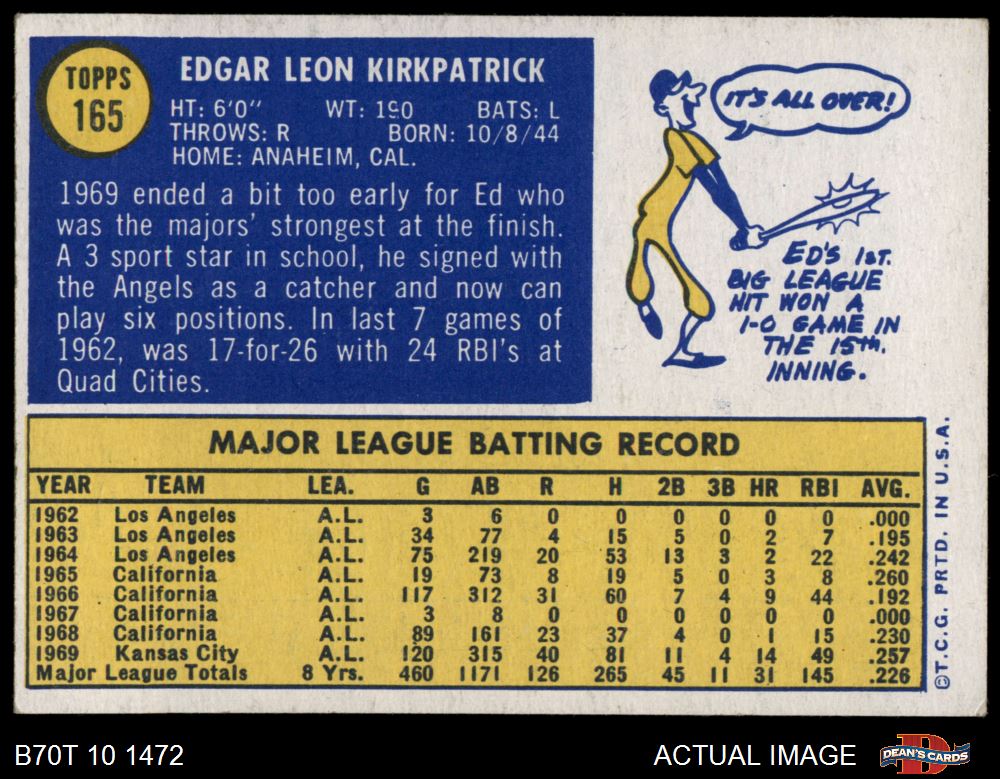 TOPPS
165
EDGAR LEON KIRKPATRICK
HT: 6'0" WT: 190 BATS: L
THROWS: R BORN: 10/8/44
HOME: ANAHEIM, CAL.
1969 ended a bit too early for Ed who
was the majors' strongest at the finish.
A 3 sport star in school, he signed with
the Angels as a catcher and now can
play six positions. In last 7 games of
1962, was 17-for-26 with 24 RBI's at
Quad Cities.
IT'S ALL OVER!
ED'S 1ST.
BIG LEAGUE
HIT WON A
1-0 GAME IN
THE 15th.
INNING.
MAJOR LEAGUE BATTING RECORD
YEAR TEAM LEA. G AB R H 2B 3B HR RBI AVG.
1962 Los Angeles A.L. 3 6 0 0 0 0 0 0 .000
1963 Los Angeles A.L. 34 77 4 15 5 0 2 7 .195
1964 Los Angeles A.L. 75 219 20 53 13 3 2 22 .242
1965 California A.L. 19 73 8 19 5 0 3 8 .260
1966 California A.L. 117 312 31 60 7 4 9 44 .192
1967 California A.L. 3 8 0 0 0 0 0 0 .000
1968 California A.L. 89 161 23 37 4 0 1 15 .230
1969 Kansas City A.L. 120 315 40 81 11 4 14 49 .257
Major League Totals 8 Yrs. 460 1171 126 265 45 11 31 145 .226
©T.C.G. PRTD. IN U.S.A.
B70T 10 1472
ACTUAL IMAGE
DEAN'S CARDS